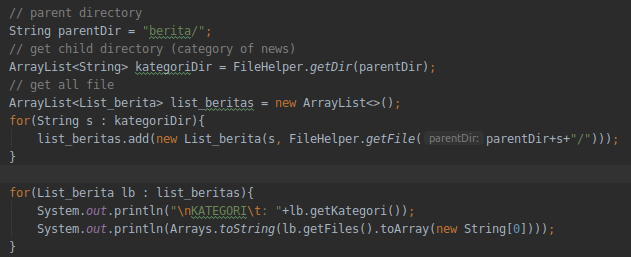 // parent directory
String parentDir = "berita/";
// get child directory (category of news)
ArrayList<String> kategoriDir = FileHelper.getDir(parentDir);
// get all file
ArrayList<List_berita> list_beritas = new ArrayList<>();
for(String s : kategoriDir){
    list_beritas.add(new List_berita(s, FileHelper.getFile( parentDir: parentDir+s+"/")));
}
for(List_berita lb : list_beritas){
    System.out.println("\nKATEGORI\t: "+lb.getKategori());
    System.out.println(Arrays.toString(lb.getFiles().toArray(new String[0])));
}